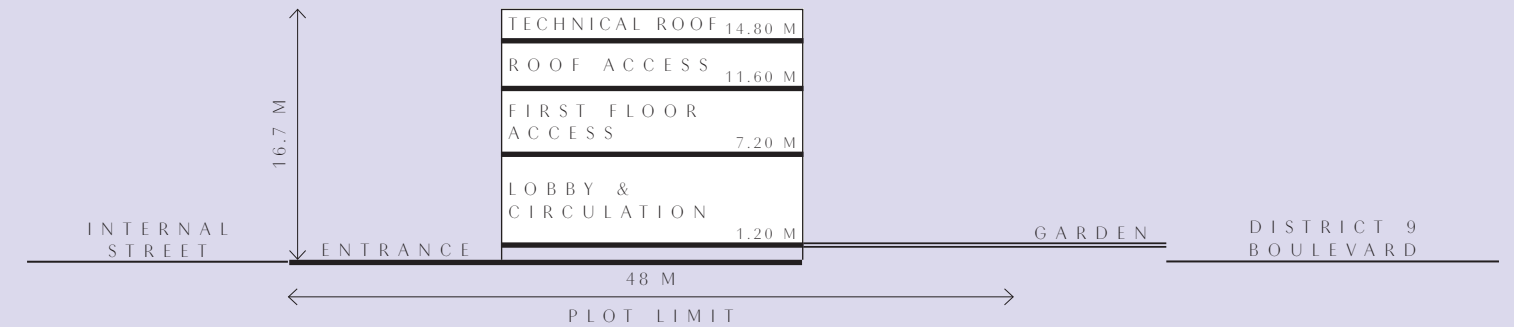 TECHNICAL ROOF 14.80 M
ROOF ACCESS
11.60 M
FIRST FLOOR
ACCESS
7.20 M
16.7 M
LOBBY &
CIRCULATION
1.20 M
INTERNAL
STREET
ENTRANCE
GARDEN
DISTRICT 9
BOULEVARD
48 M
PLOT LIMIT